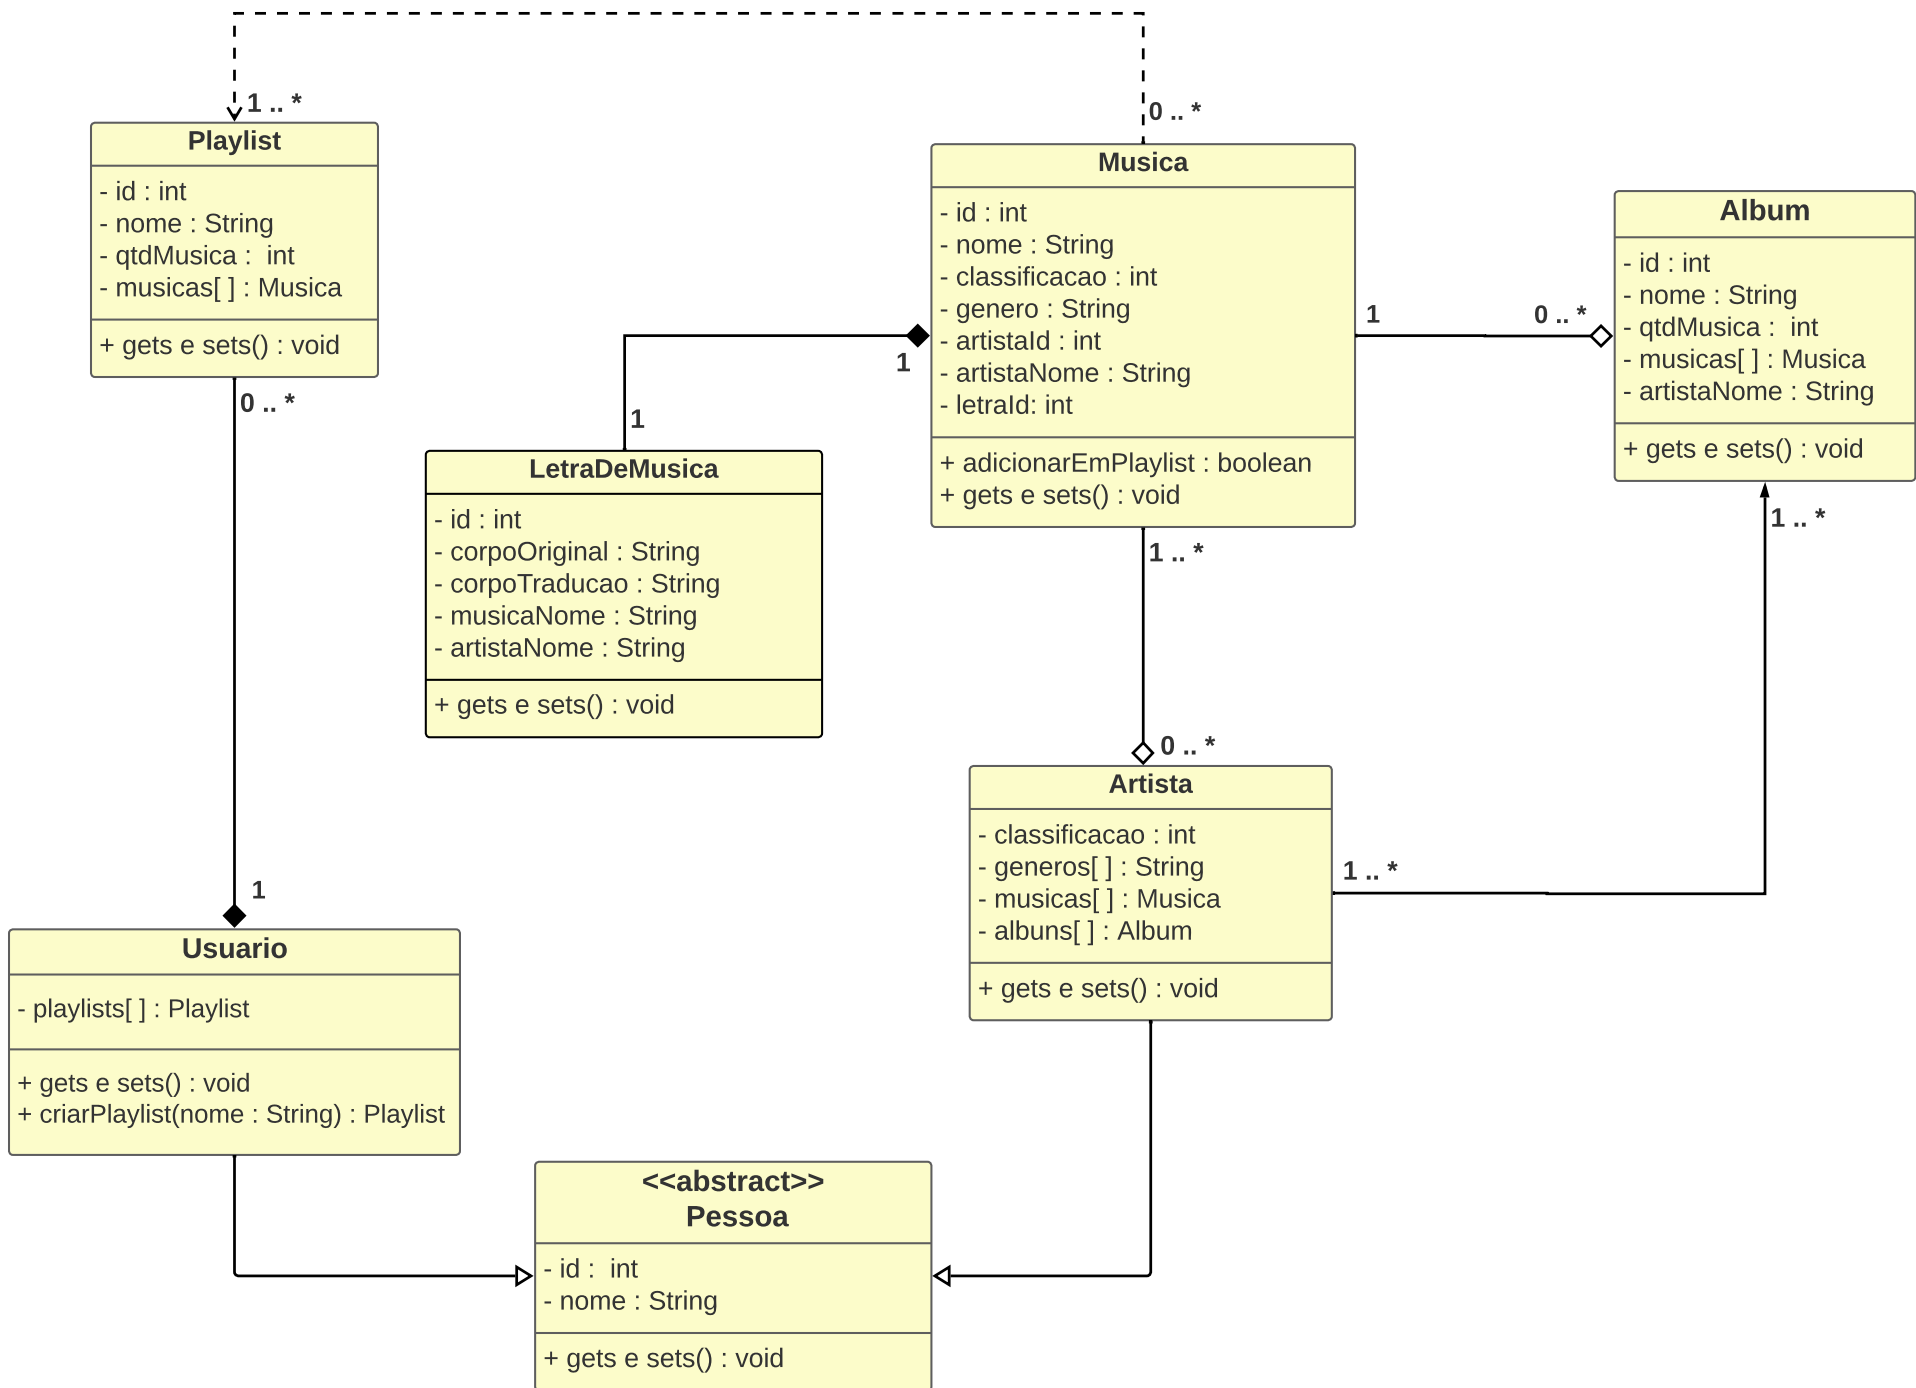 1 .. *
0 .. *
Playlist
- id : int
- nome : String
- qtdMusica :  int
- musicas[ ] : Musica
+ gets e sets() : void
0 .. *
Musica
- id : int
- nome : String
- classificacao : int
- genero : String
- artistaId : int
- artistaNome : String
- letraId: int
+ adicionarEmPlaylist : boolean
+ gets e sets() : void
1
0 .. *
Album
- id : int
- nome : String
- qtdMusica :  int
- musicas[ ] : Musica
- artistaNome : String
+ gets e sets() : void
1 .. *
1
1
LetraDeMusica
- id : int
- corpoOriginal : String
- corpoTraducao : String
- musicaNome : String
- artistaNome : String
+ gets e sets() : void
1 .. *
0 .. *
Artista
- classificacao : int
- generos[ ] : String
- musicas[ ] : Musica
- albuns[ ] : Album
+ gets e sets() : void
1 .. *
1
Usuario
- playlists[ ] : Playlist
+ gets e sets() : void
+ criarPlaylist(nome : String) : Playlist
<<abstract>>
Pessoa
- id :  int
- nome : String
+ gets e sets() : void